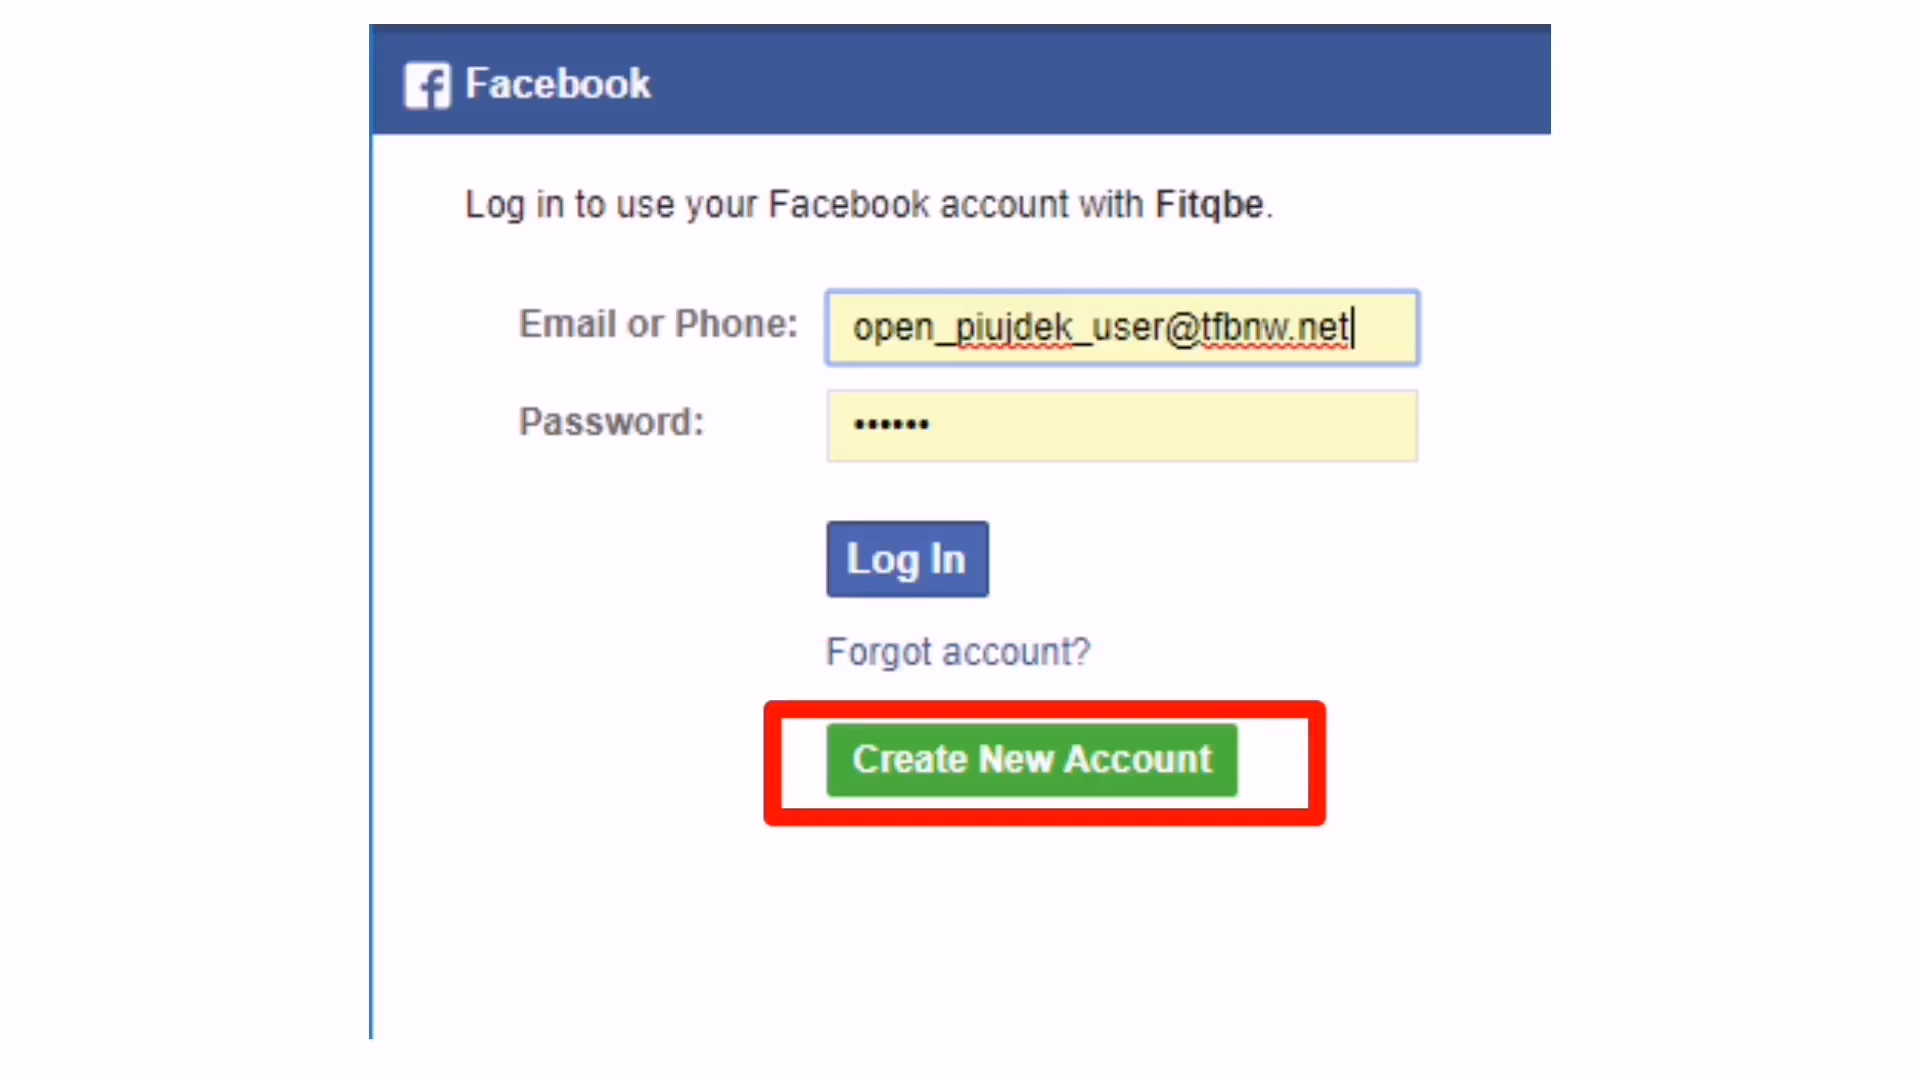 Facebook
Log in to use your Facebook account with Fitqbe.
Email or Phone: open_piujdek_user@tfbnw.net
Password: ••••••
Log In
Forgot account?
Create New Account